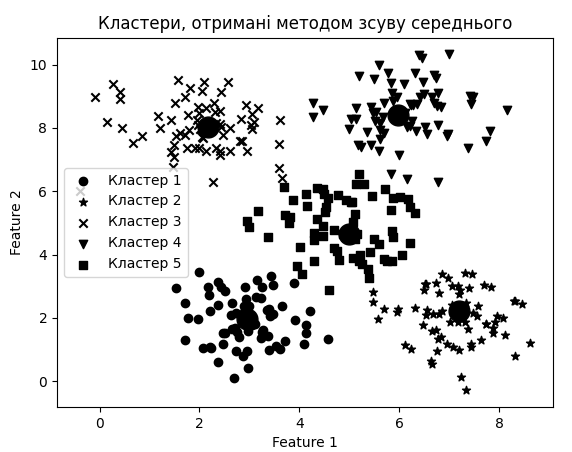 Кластери, отримані методом зсуву середнього
10
8
6
4
2
0
Feature 2
Кластер 1
Кластер 2
Кластер 3
Кластер 4
Кластер 5
0
2
4
6
8
Feature 1